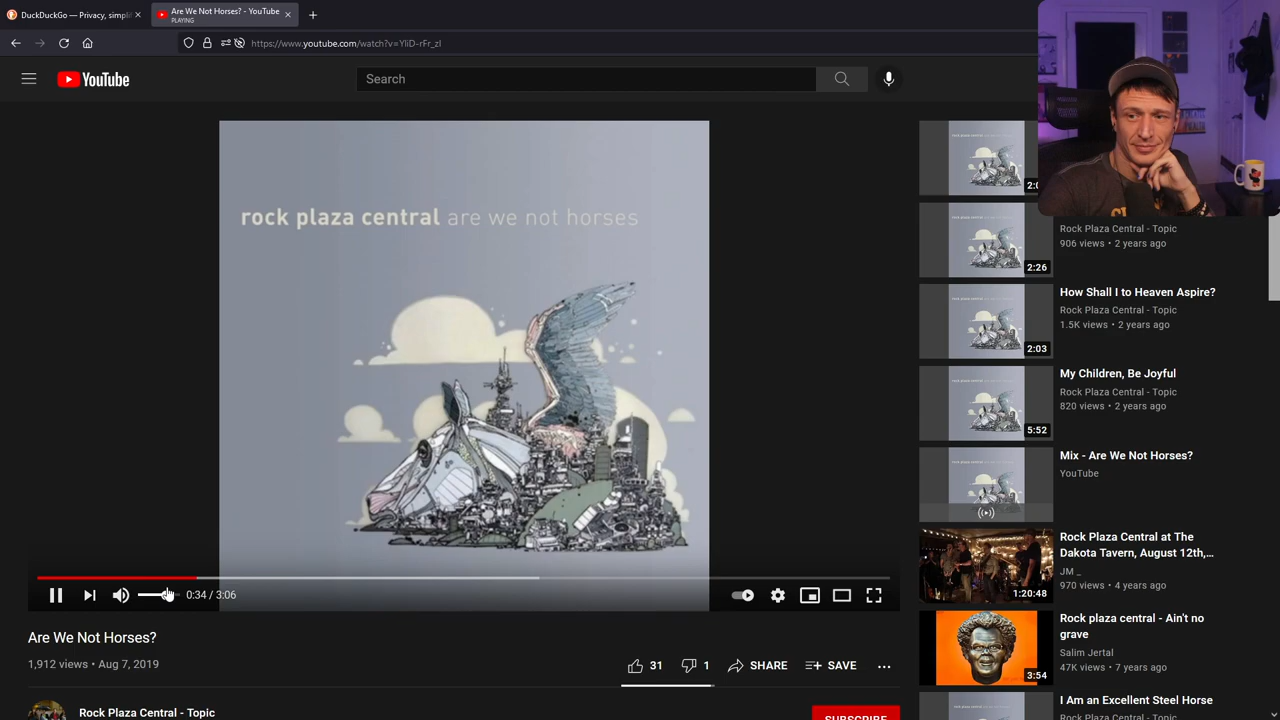 DuckDuckGo — Privacy, simpli
Are We Not Horses? - YouTube
PLAYING
https://www.youtube.com/watch?v=YliD-rFr_zI
YouTube
Search
rock plaza central are we not horses
0:34 / 3:06
Are We Not Horses?
1,912 views • Aug 7, 2019
31
1
SHARE
SAVE
Rock Plaza Central - Topic
SUBSCRIBE
Rock Plaza Central - Topic
906 views • 2 years ago
2:26
How Shall I to Heaven Aspire?
Rock Plaza Central - Topic
1.5K views • 2 years ago
2:03
My Children, Be Joyful
Rock Plaza Central - Topic
820 views • 2 years ago
5:52
Mix - Are We Not Horses?
YouTube
Rock Plaza Central at The
Dakota Tavern, August 12th,...
JM _
970 views • 4 years ago
1:20:48
Rock plaza central - Ain't no
grave
Salim Jertal
47K views • 7 years ago
3:54
I Am an Excellent Steel Horse
Rock Plaza Central - Topic